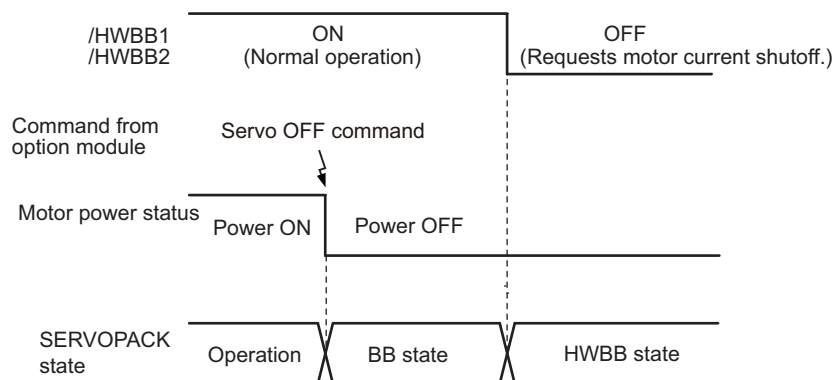 /HWBB1
/HWBB2
ON
(Normal operation)
OFF
(Requests motor current shutoff.)
Command from
option module
Servo OFF command
Motor power status
Power ON
Power OFF
SERVOPACK
state
Operation
BB state
HWBB state